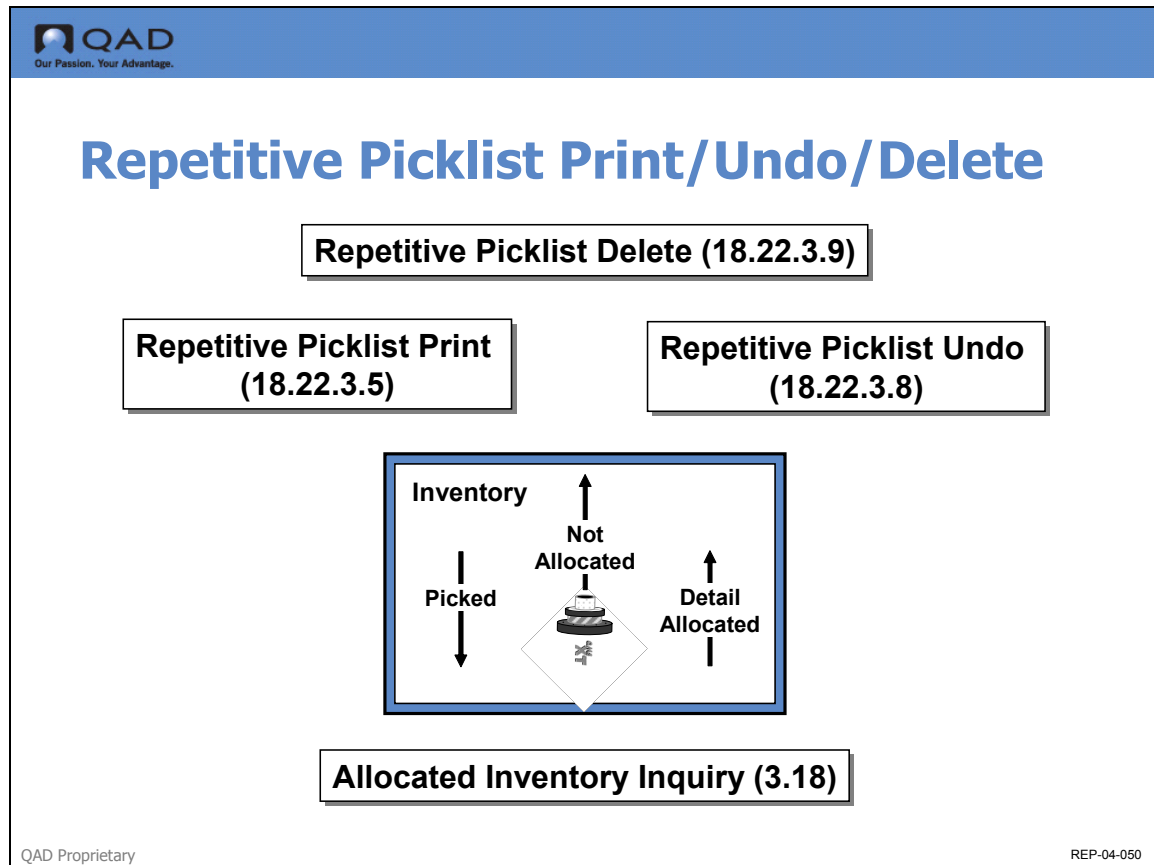 QAD
Our Passion. Your Advantage.
Repetitive Picklist Print/Undo/Delete
Repetitive Picklist Delete (18.22.3.9)
Repetitive Picklist Print
(18.22.3.5)
Repetitive Picklist Undo
(18.22.3.8)
Inventory
Not
Allocated
Picked
Detail
Allocated
Allocated Inventory Inquiry (3.18)
QAD Proprietary
REP-04-050